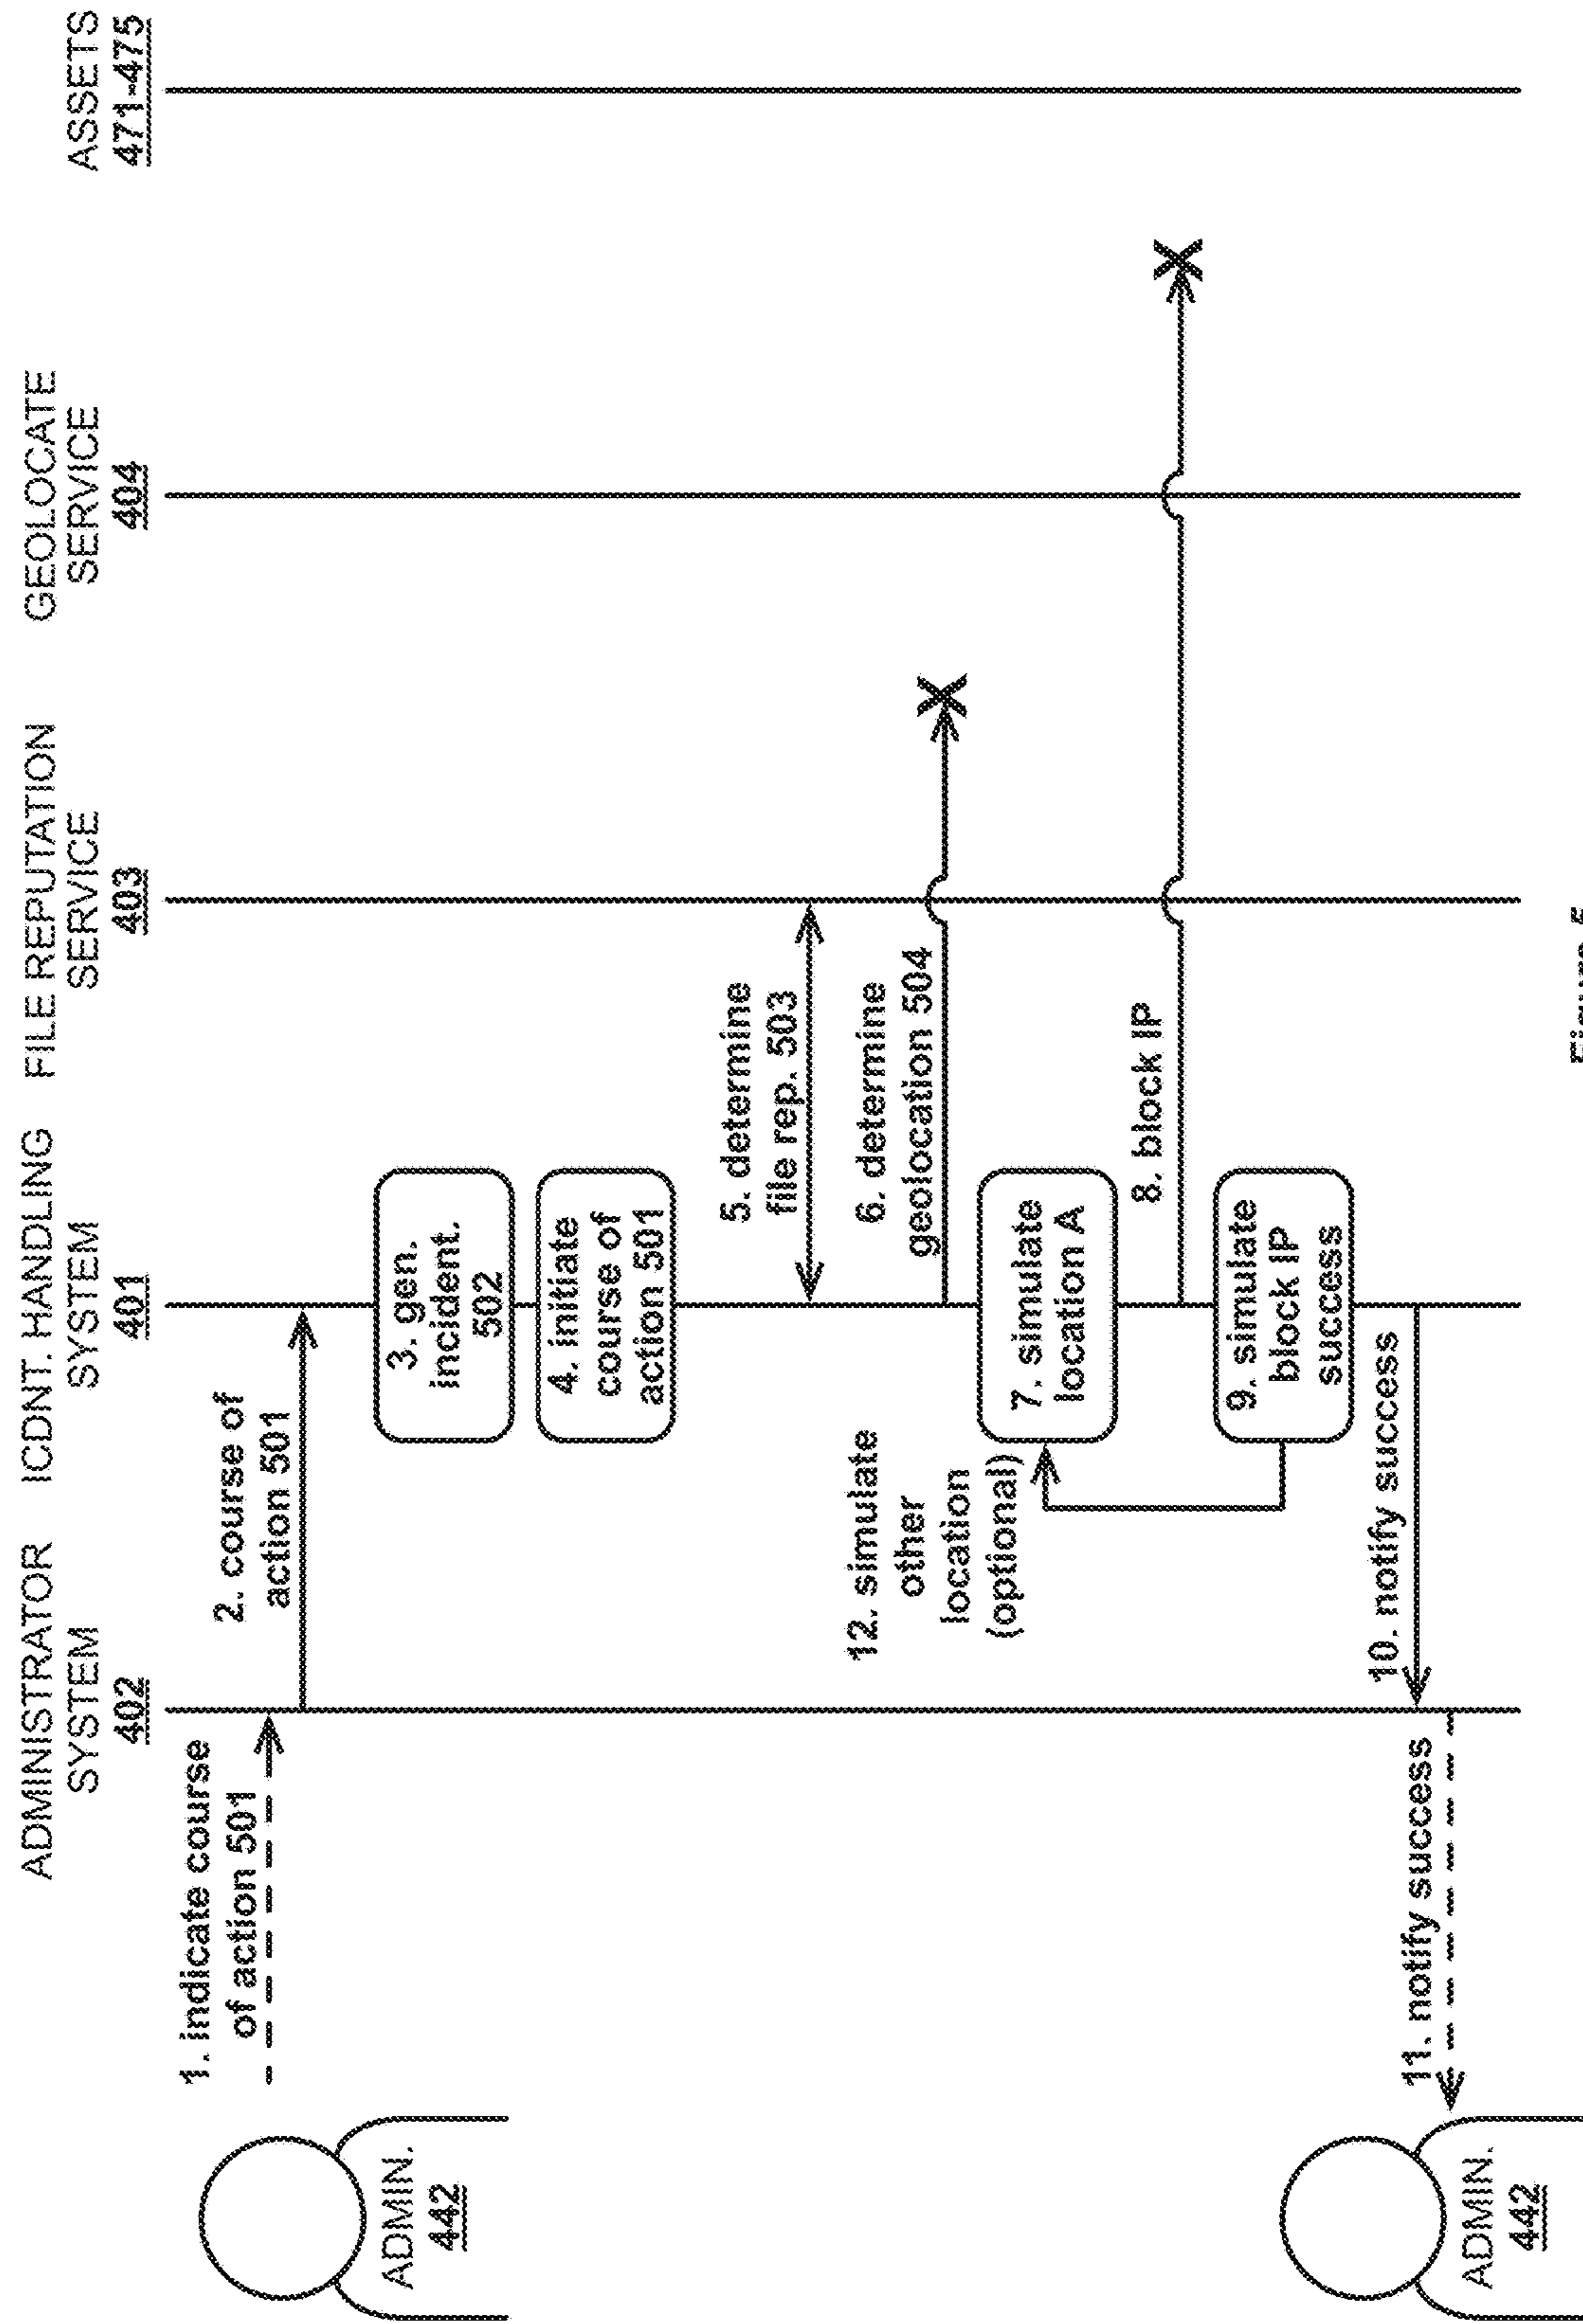 ADMINISTRATOR
SYSTEM
402
ICDNT. HANDLING
SYSTEM
401
FILE REPUTATION
SERVICE
403
GEOLOCATE
SERVICE
404
ASSETS
471-475
1. indicate course
of action 501
2. course of
action 501
ADMIN.
442
3. gen.
incident.
502
4. initiate
course of
action 501
5. determine
file rep. 503
6. determine
geolocation 504
12. simulate
other
location
(optional)
7. simulate
location A
8. block IP
9. simulate
block IP
success
10. notify success
11. notify success
ADMIN.
442
Figure 5